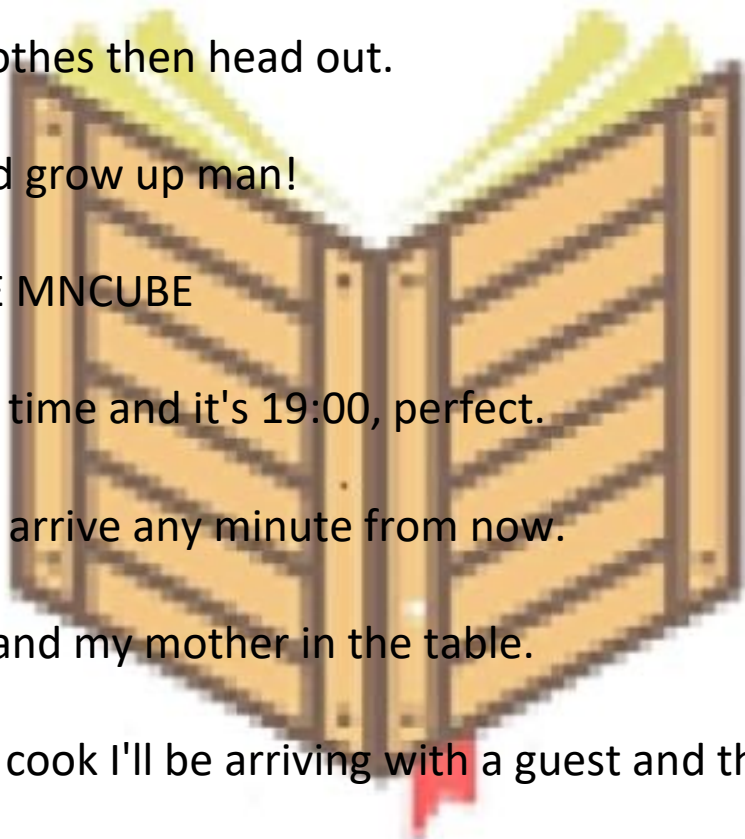 othes then head out.
d grow up man!
E MNCUBE
time and it's 19:00, perfect.
arrive any minute from now.
and my mother in the table.
cook I'll be arriving with a guest and th